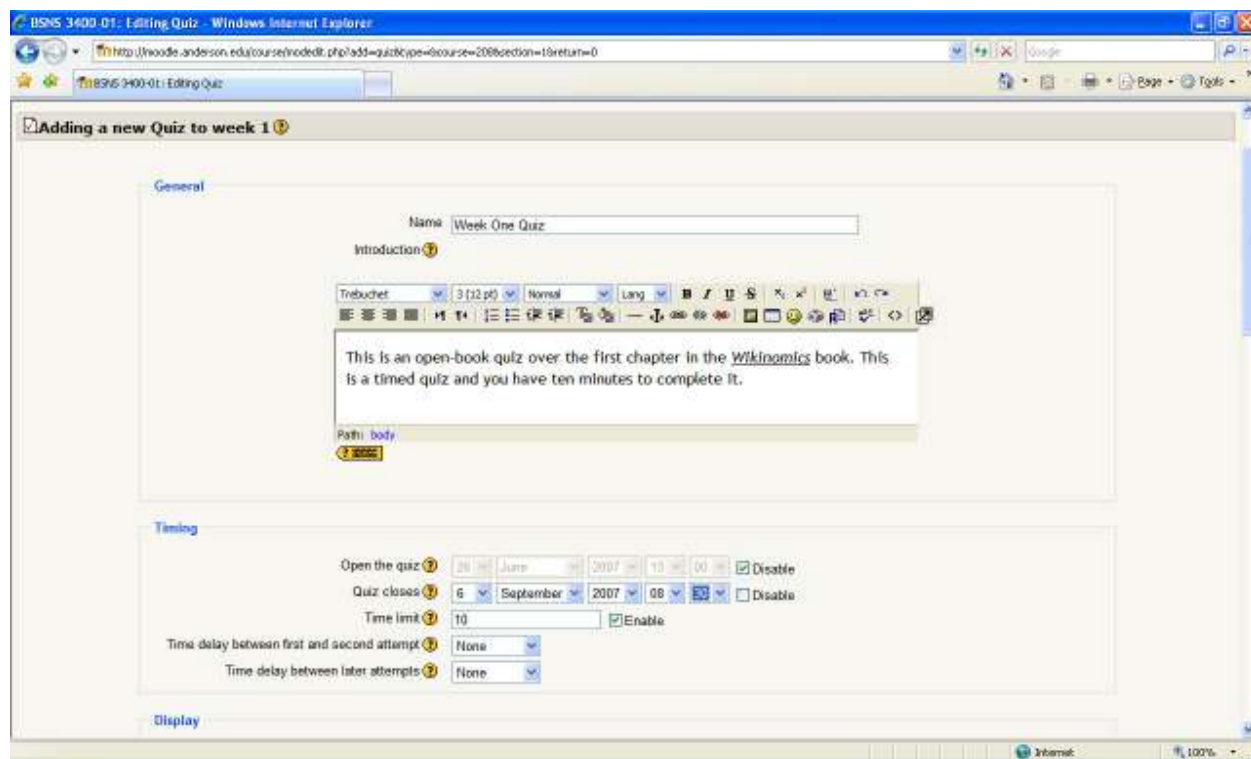 BSNS 3400-01: Editing Quiz - Windows Internet Explorer
Google
BSNS 3400-01: Editing Quiz
Page
Tools
Adding a new Quiz to week 1
General
Name Week One Quiz
Introduction
Trebuchet 3 (12 pt) Normal Lang B I U S
This is an open-book quiz over the first chapter in the Wikinomics book. This
is a timed quiz and you have ten minutes to complete it.
Path: body
Timing
Open the quiz 26 June 2007 13 00 Disable
Quiz closes 6 September 2007 08 Disable
Time limit 10 Enable
Time delay between first and second attempt None
Time delay between later attempts None
Display
Internet 100%